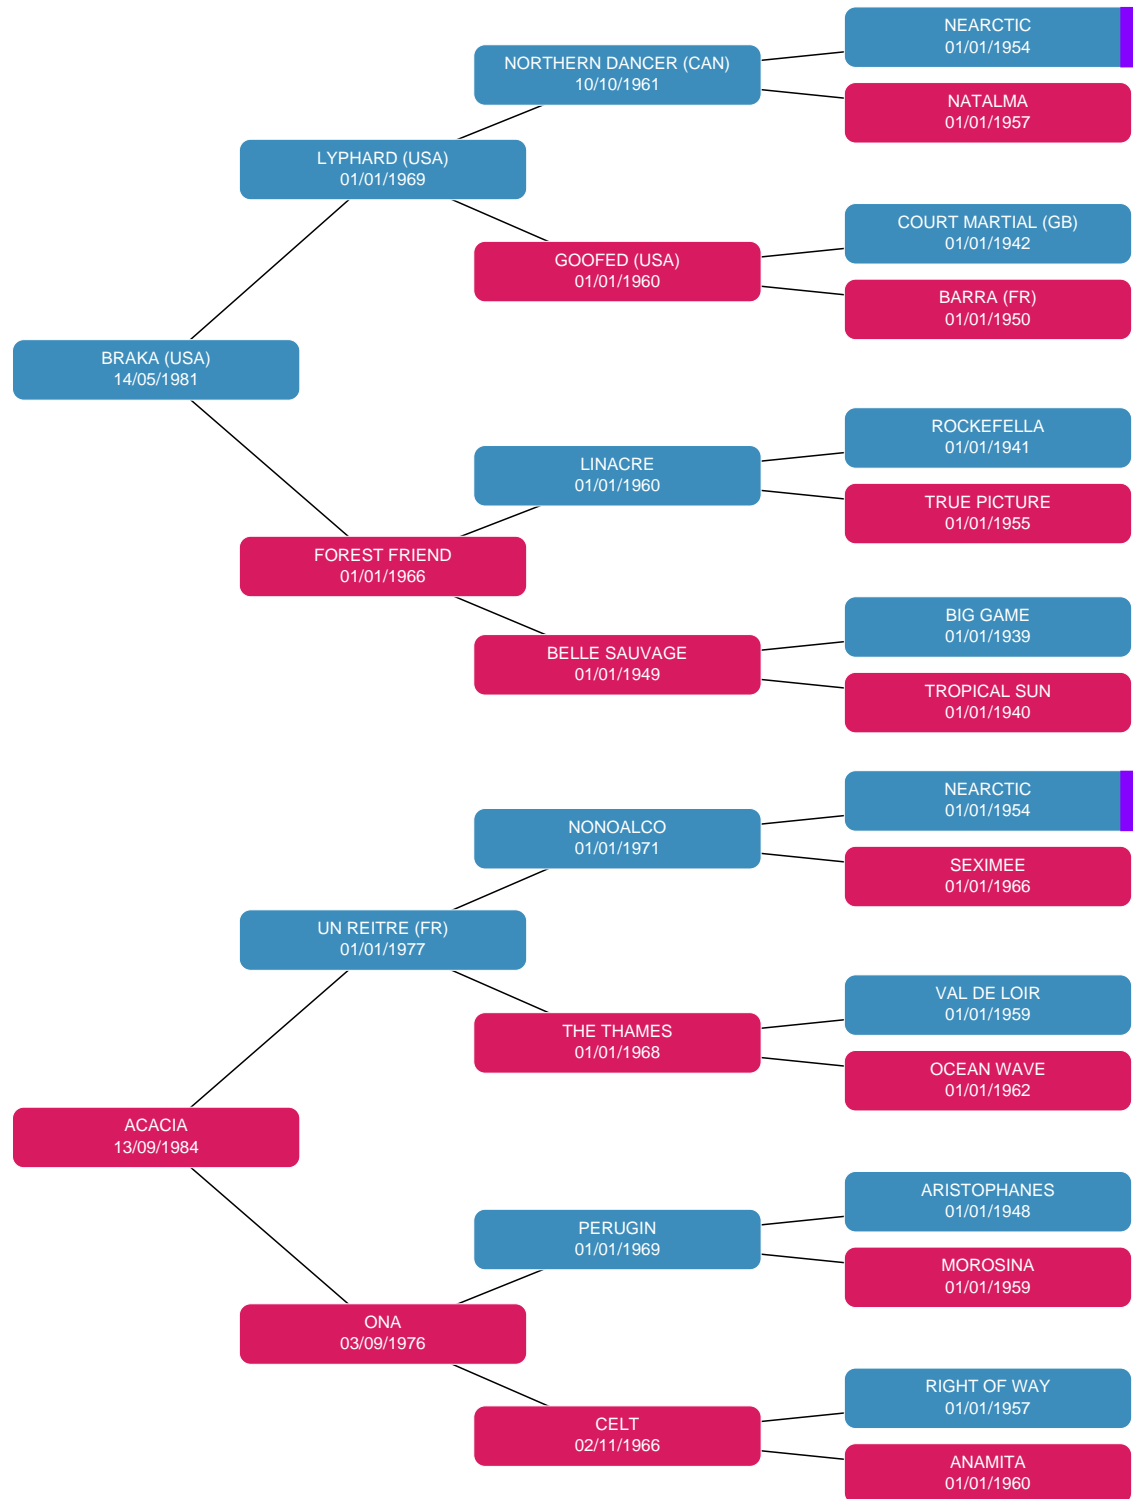 NEARCTIC
01/01/1954
NORTHERN DANCER (CAN)
10/10/1961
NATALMA
01/01/1957
LYPHARD (USA)
01/01/1969
COURT MARTIAL (GB)
01/01/1942
GOOFED (USA)
01/01/1960
BARRA (FR)
01/01/1950
BRAKA (USA)
14/05/1981
ROCKEFELLA
01/01/1941
LINACRE
01/01/1960
TRUE PICTURE
01/01/1955
FOREST FRIEND
01/01/1966
BIG GAME
01/01/1939
BELLE SAUVAGE
01/01/1949
TROPICAL SUN
01/01/1940
NEARCTIC
01/01/1954
NONOALCO
01/01/1971
SEXIMEE
01/01/1966
UN REITRE (FR)
01/01/1977
VAL DE LOIR
01/01/1959
THE THAMES
01/01/1968
OCEAN WAVE
01/01/1962
ACACIA
13/09/1984
ARISTOPHANES
01/01/1948
PERUGIN
01/01/1969
MOROSINA
01/01/1959
ONA
03/09/1976
RIGHT OF WAY
01/01/1957
CELT
02/11/1966
ANAMITA
01/01/1960